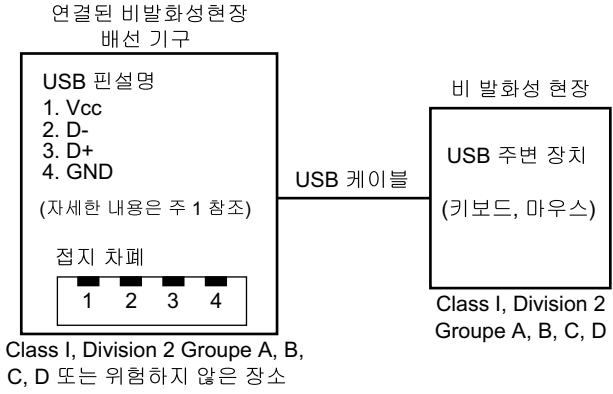 연결된 비발화성현장
배선 기구
USB 핀설명
1. Vcc
2. D-
3. D+
4. GND
(자세한 내용은 주 1 참조)
접지 차폐
1 2 3 4
Class I, Division 2 Groupe A, B,
C, D 또는 위험하지 않은 장소
USB 케이블
비 발화성 현장
USB 주변 장치
(키보드, 마우스)
Class I, Division 2
Groupe A, B, C, D